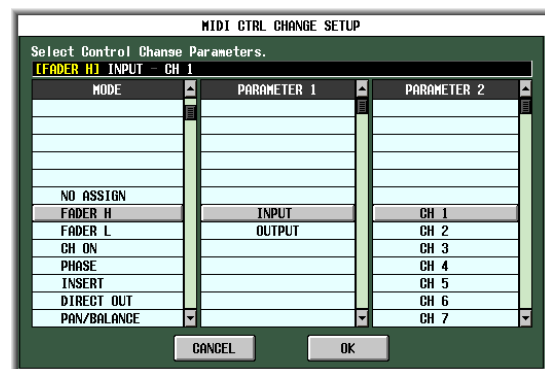 MIDI CTRL CHANGE SETUP
Select Control Change Parameters.
[FADER H] INPUT - CH 1
MODE PARAMETER 1 PARAMETER 2
NO ASSIGN
FADER H INPUT CH 1
FADER L OUTPUT CH 2
CH ON CH 3
PHASE CH 4
INSERT CH 5
DIRECT OUT CH 6
PAN/BALANCE CH 7
CANCEL OK